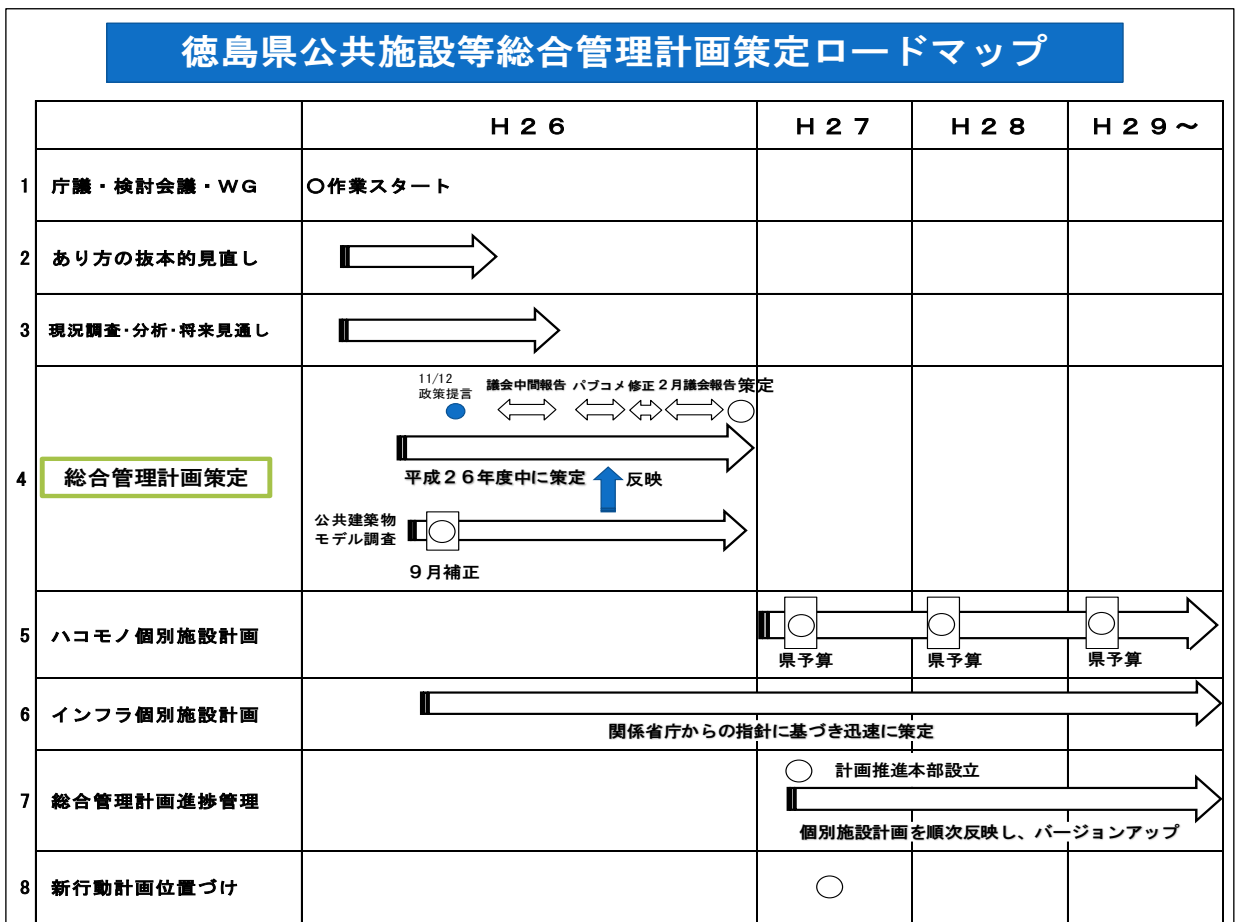 徳島県公共施設等総合管理計画策定ロードマップ
Ｈ２６ Ｈ２７ Ｈ２８ Ｈ２９～
1 庁議・検討会議・ＷＧ 〇作業スタート
2 あり方の抜本的見直し
3 現況調査・分析・将来見通し
11/12
政策提言 議会中間報告 パブコメ 修正 ２月議会報告 策定
4 総合管理計画策定
平成２６年度中に策定 反映
公共建築物
モデル調査
９月補正
5 ハコモノ個別施設計画
県予算 県予算 県予算
6 インフラ個別施設計画
関係省庁からの指針に基づき迅速に策定
計画推進本部設立
7 総合管理計画進捗管理
個別施設計画を順次反映し、バージョンアップ
8 新行動計画位置づけ